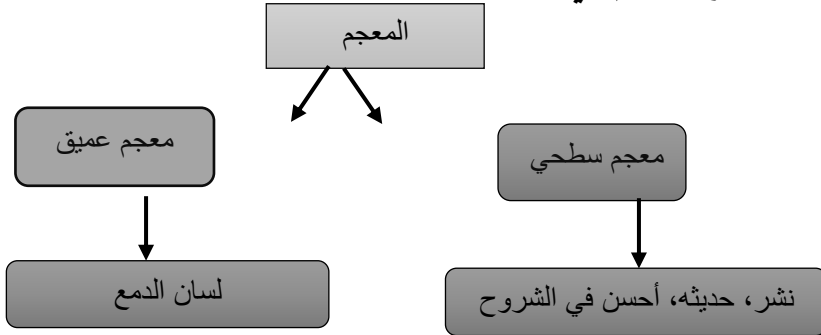 المعجم
معجم سطحي
معجم عميق
نشر، حديثه، أحسن في الشروح
لسان الدمع